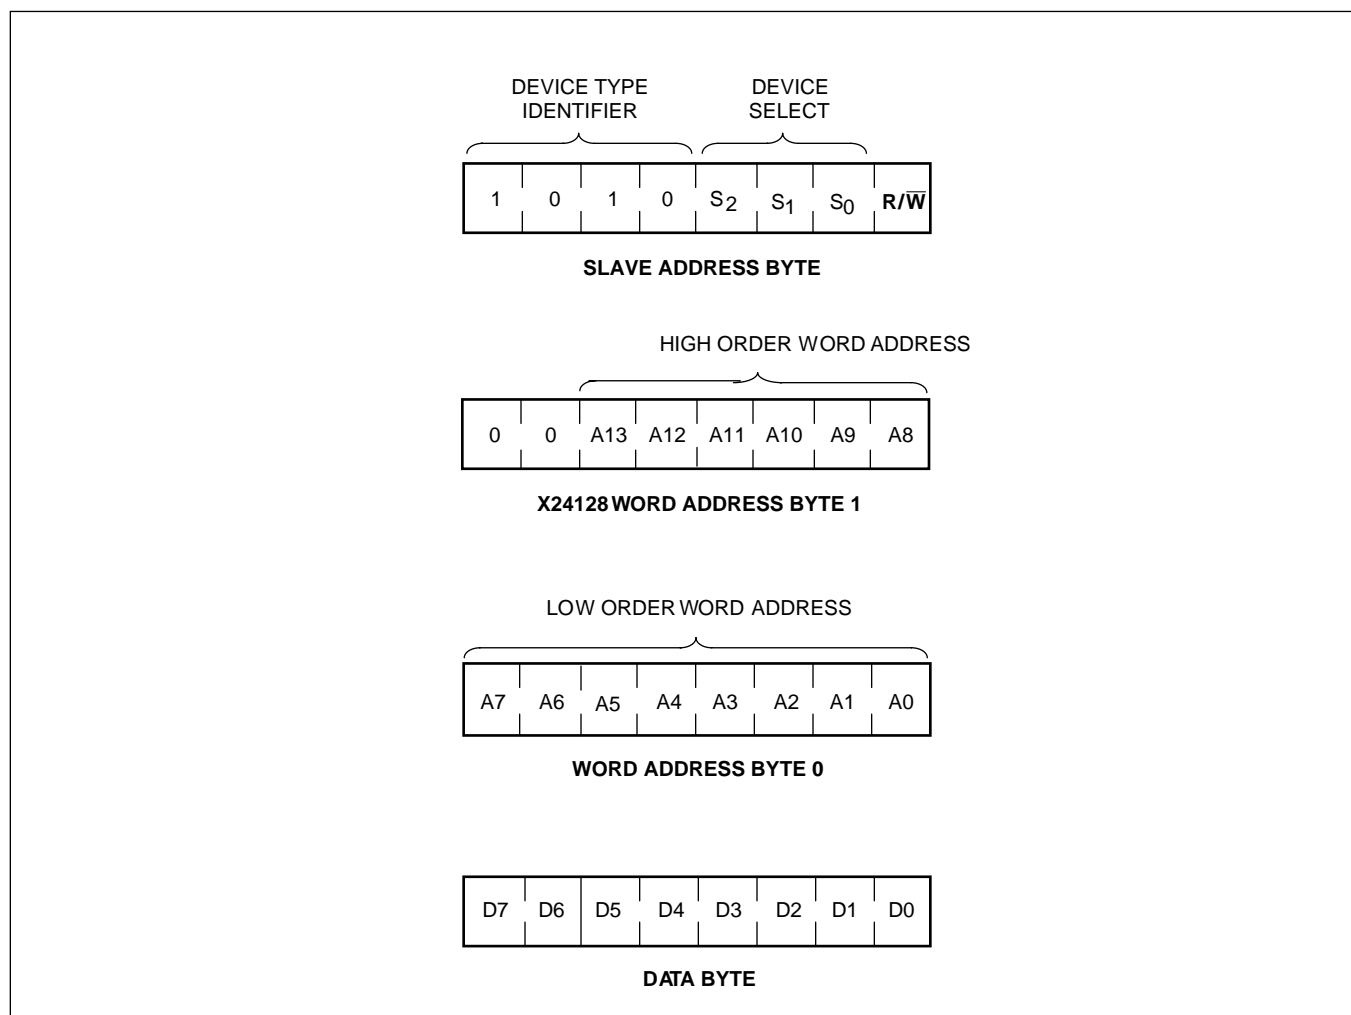 DEVICE TYPE IDENTIFIER DEVICE SELECT
1 0 1 0 S2 S1 S0 R/W̅
SLAVE ADDRESS BYTE
HIGH ORDER WORD ADDRESS
0 0 A13 A12 A11 A10 A9 A8
X24128 WORD ADDRESS BYTE 1
LOW ORDER WORD ADDRESS
A7 A6 A5 A4 A3 A2 A1 A0
WORD ADDRESS BYTE 0
D7 D6 D5 D4 D3 D2 D1 D0
DATA BYTE